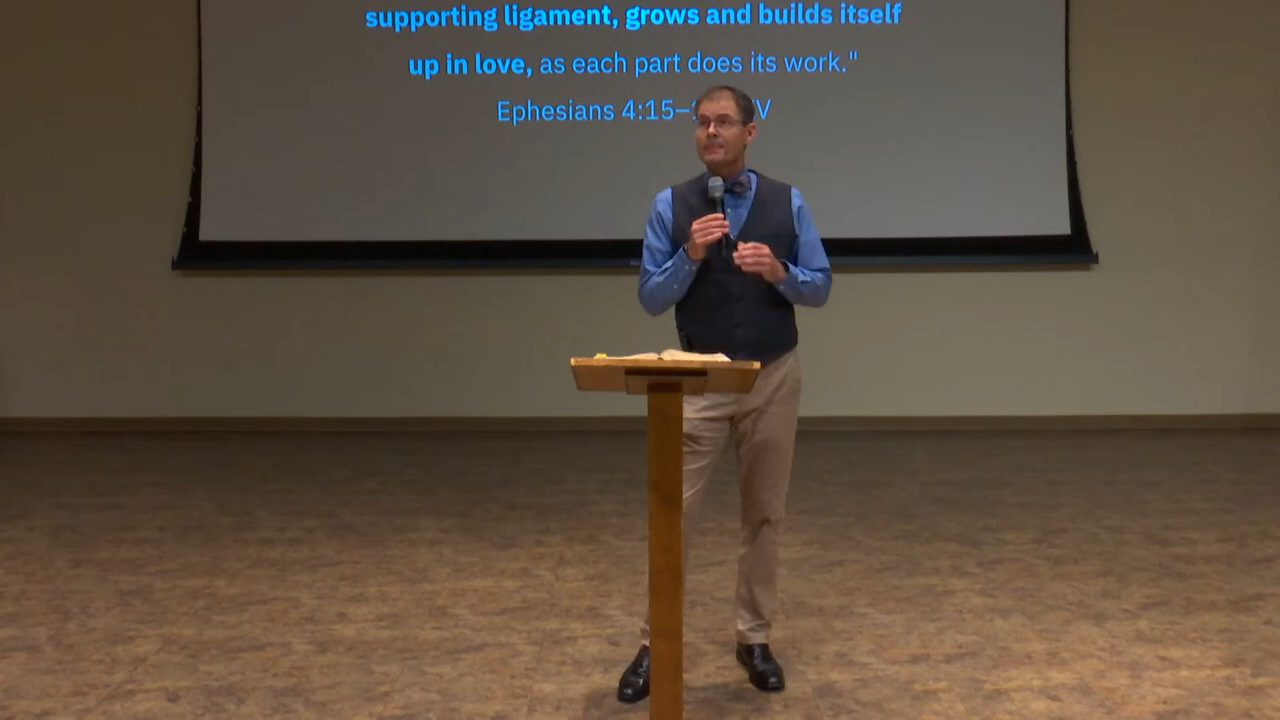 supporting ligament, grows and builds itself
up in love, as each part does its work."
Ephesians 4:15–